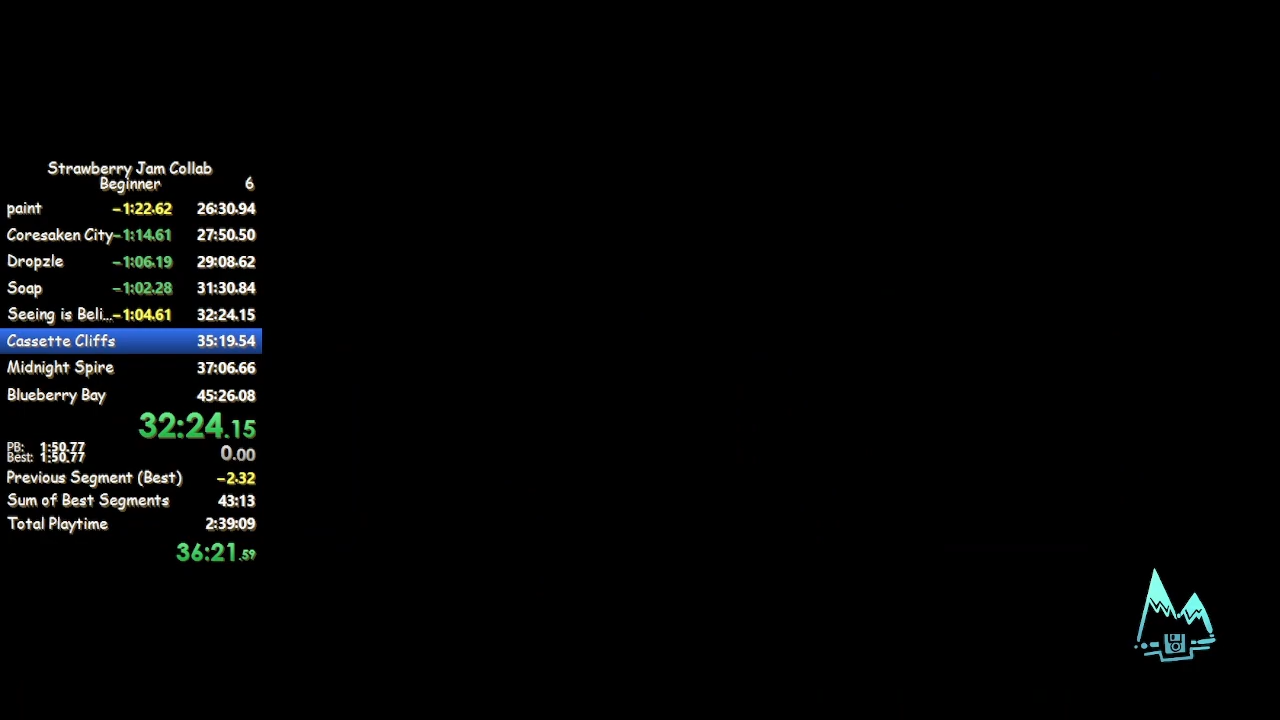 Strawberry Jam Collab
Beginner 6
paint -1:22.62 26:30.94
Coresaken City -1:14.61 27:50.50
Dropzle -1:06.19 29:08.62
Soap -1:02.28 31:30.84
Seeing is Beli... -1:04.61 32:24.15
Cassette Cliffs 35:19.54
Midnight Spire 37:06.66
Blueberry Bay 45:26.08
32:24.15
PB: 1:50.77
Best: 1:50.77 0.00
Previous Segment (Best) -2.32
Sum of Best Segments 43:13
Total Playtime 2:39:09
36:21.59